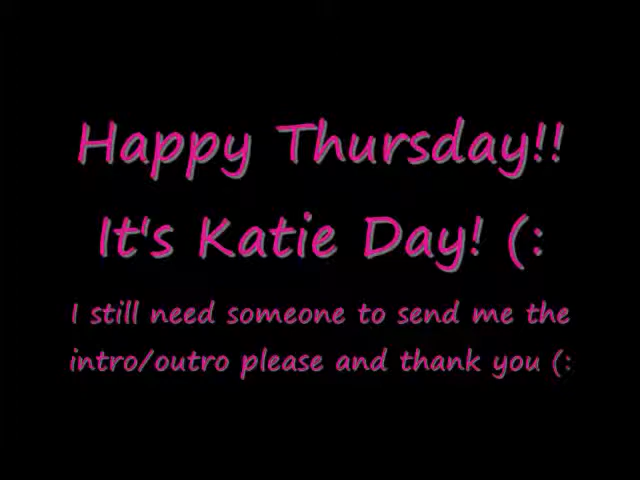 Happy Thursday!!
It's Katie Day! (:
I still need someone to send me the
intro/outro please and thank you (: